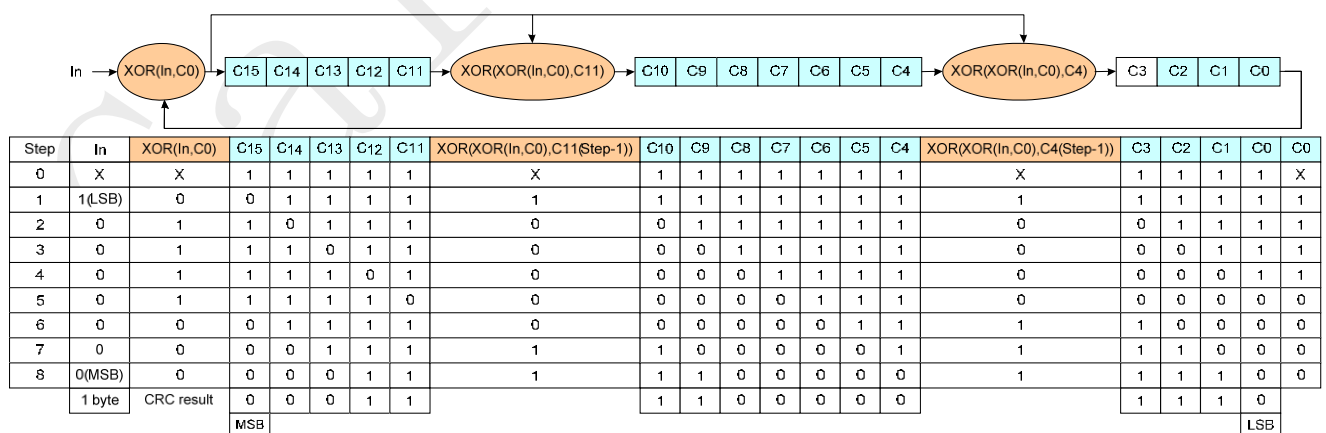 In XOR(In,C0) C15 C14 C13 C12 C11 XOR(XOR(In,C0),C11) C10 C9 C8 C7 C6 C5 C4 XOR(XOR(In,C0),C4) C3 C2 C1 C0
Step In XOR(In,C0) C15 C14 C13 C12 C11 XOR(XOR(In,C0),C11(Step-1)) C10 C9 C8 C7 C6 C5 C4 XOR(XOR(In,C0),C4(Step-1)) C3 C2 C1 C0 C0
0 X X 1 1 1 1 1 X 1 1 1 1 1 1 1 X 1 1 1 1 X
1 1(LSB) 0 0 1 1 1 1 1 1 1 1 1 1 1 1 1 1 1 1 1 1
2 0 1 1 0 1 1 1 0 0 1 1 1 1 1 1 0 0 1 1 1 1
3 0 1 1 1 0 1 1 0 0 0 1 1 1 1 1 0 0 0 1 1 1
4 0 1 1 1 1 0 1 0 0 0 0 1 1 1 1 0 0 0 0 1 1
5 0 1 1 1 1 1 0 0 0 0 0 0 1 1 1 0 0 0 0 0 0
6 0 0 0 1 1 1 1 0 0 0 0 0 0 1 1 1 1 0 0 0 0
7 0 0 0 0 1 1 1 1 1 0 0 0 0 0 1 1 1 1 0 0 0
8 0(MSB) 0 0 0 0 1 1 1 1 1 0 0 0 0 0 1 1 1 1 0 0
1 byte CRC result 0 0 0 1 1 1 1 0 0 0 0 0 1 1 1 0
MSB LSB